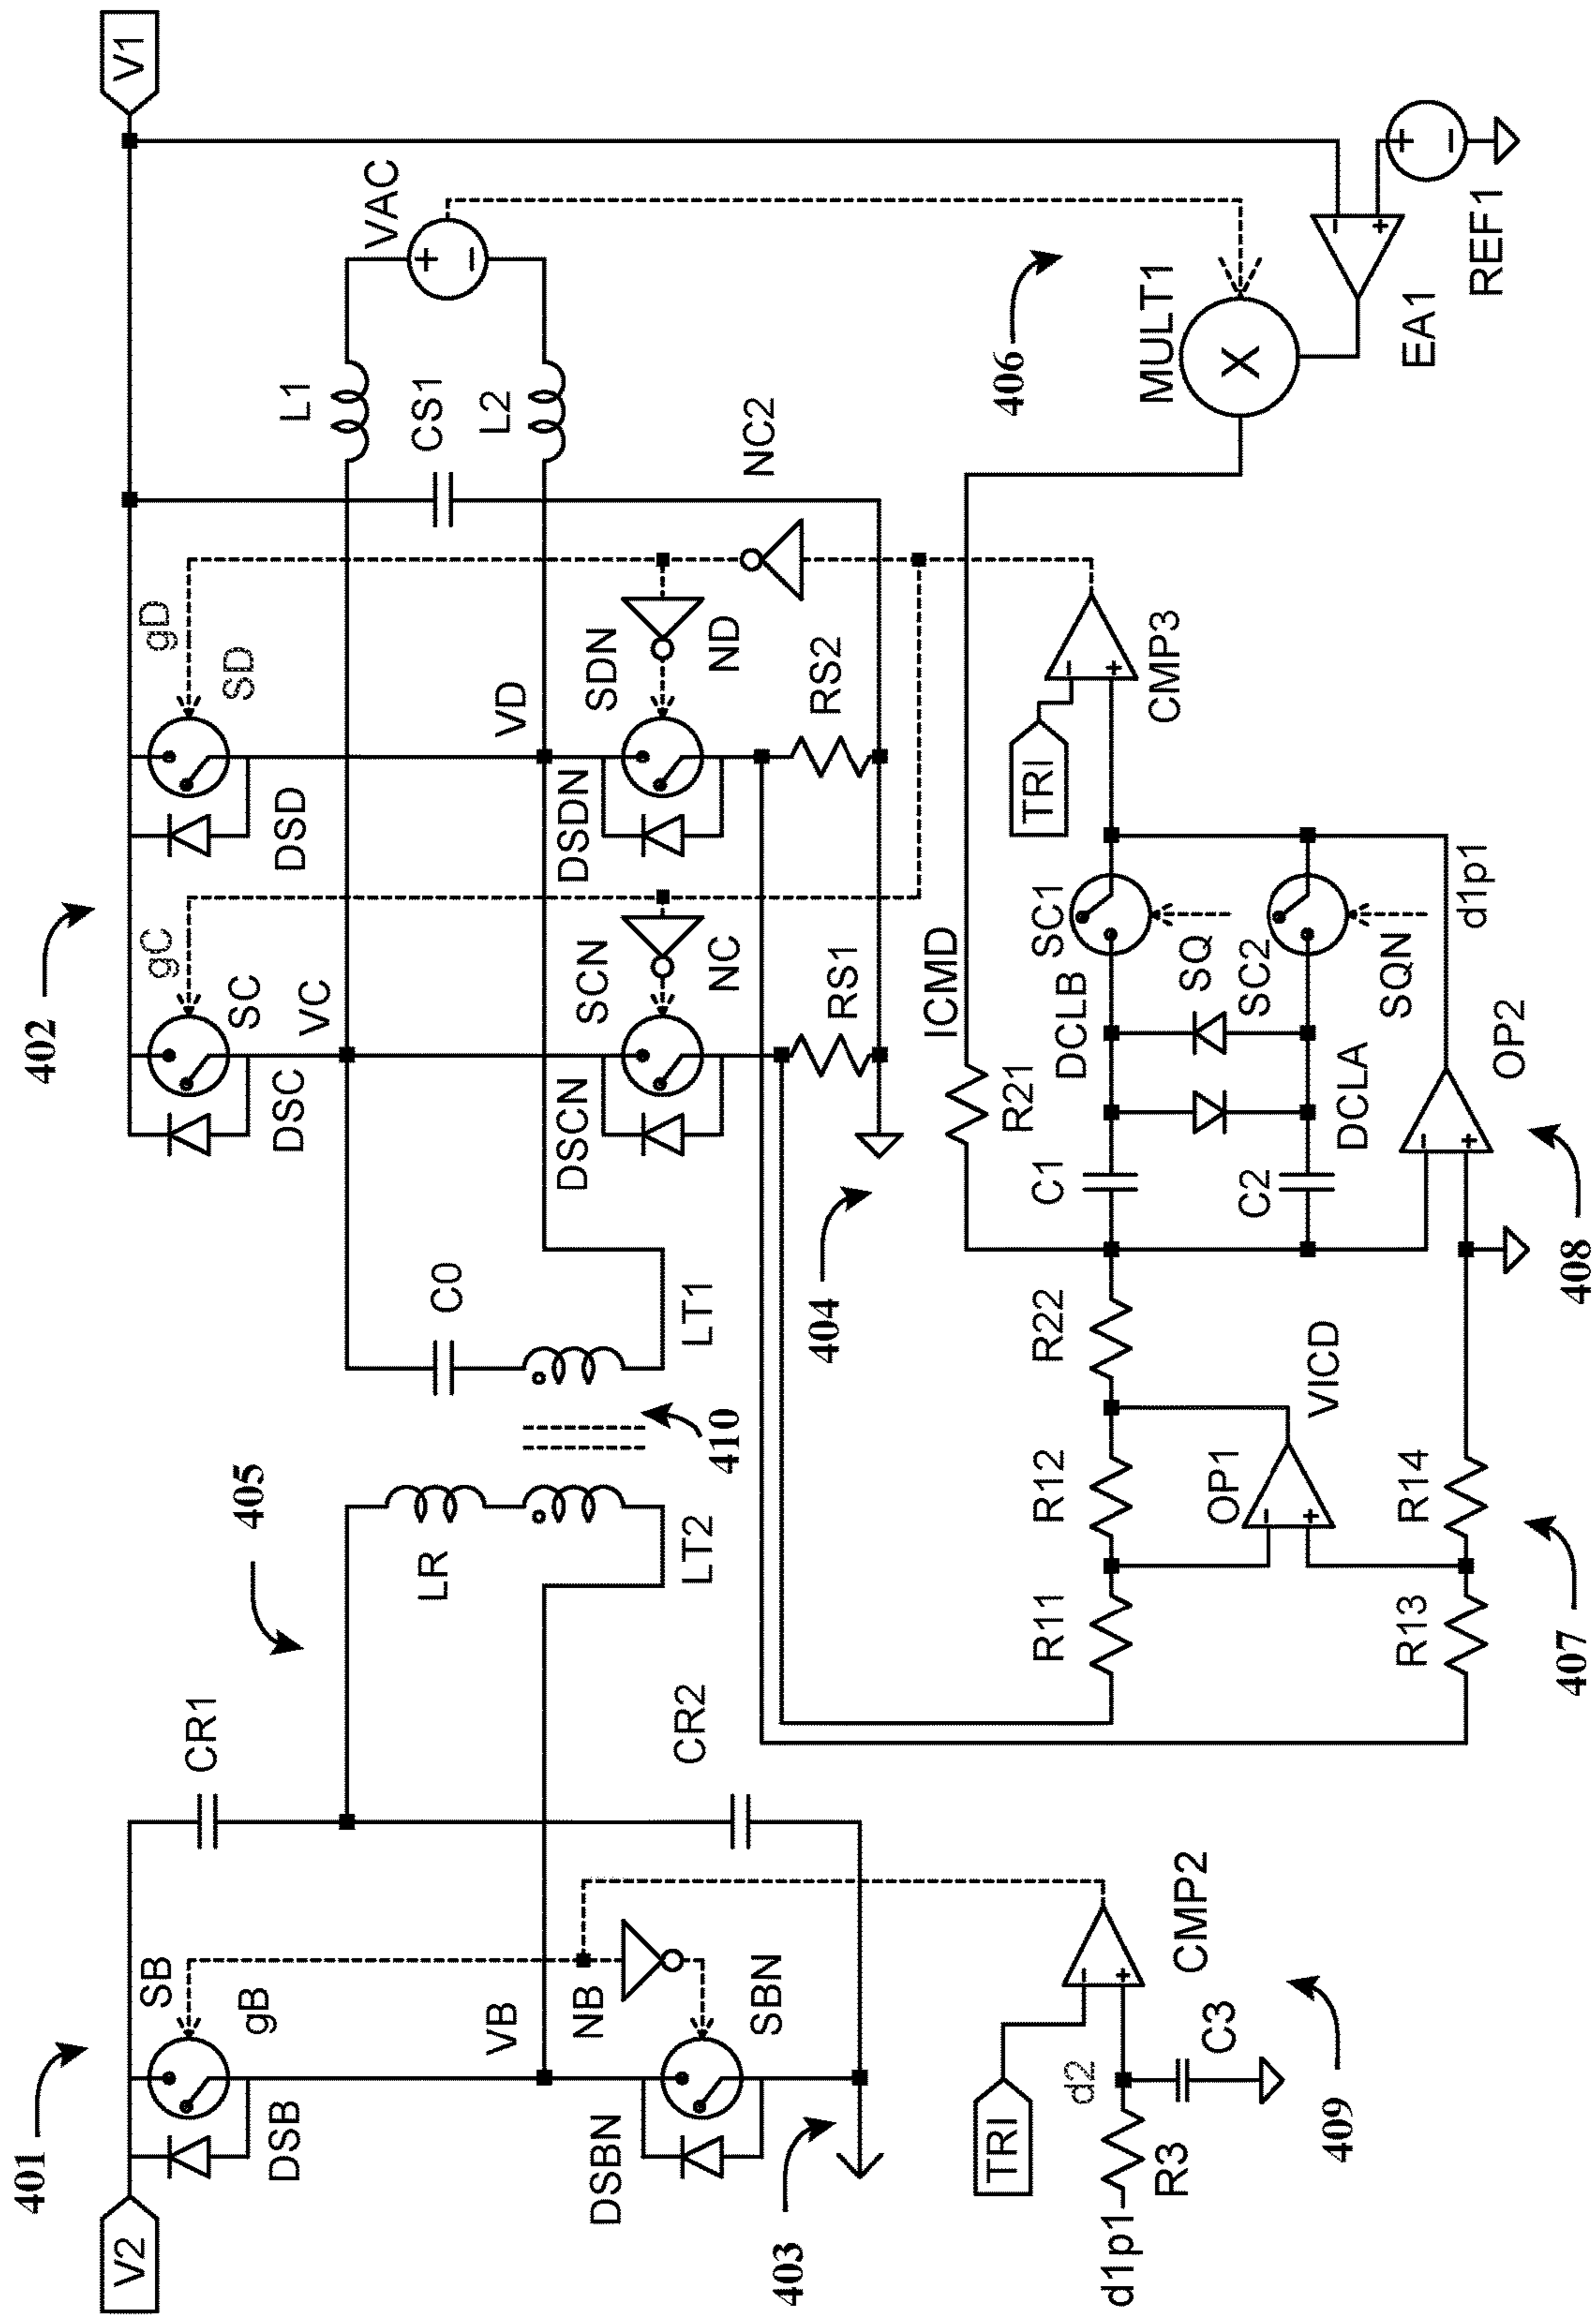 V2
401
SB
gB
DSB
VB
NB
SBN
DSBN
403
TRI
d2
d1p1
R3
C3
CMP2
409
CR1
CR2
405
LR
LT2
410
C0
LT1
404
402
gC
SC
DSC
VC
SCN
DSCN
NC
RS1
gD
SD
DSD
VD
SDN
DSDN
ND
RS2
NC2
L1
CS1
L2
VAC
V1
406
MULT1
X
EA1
REF1
ICMD
R21
TRI
CMP3
SC1
SQ
DCLB
SC2
SQN
DCLA
d1p1
C1
C2
OP2
408
R22
VICD
R12
OP1
R14
R11
R13
407